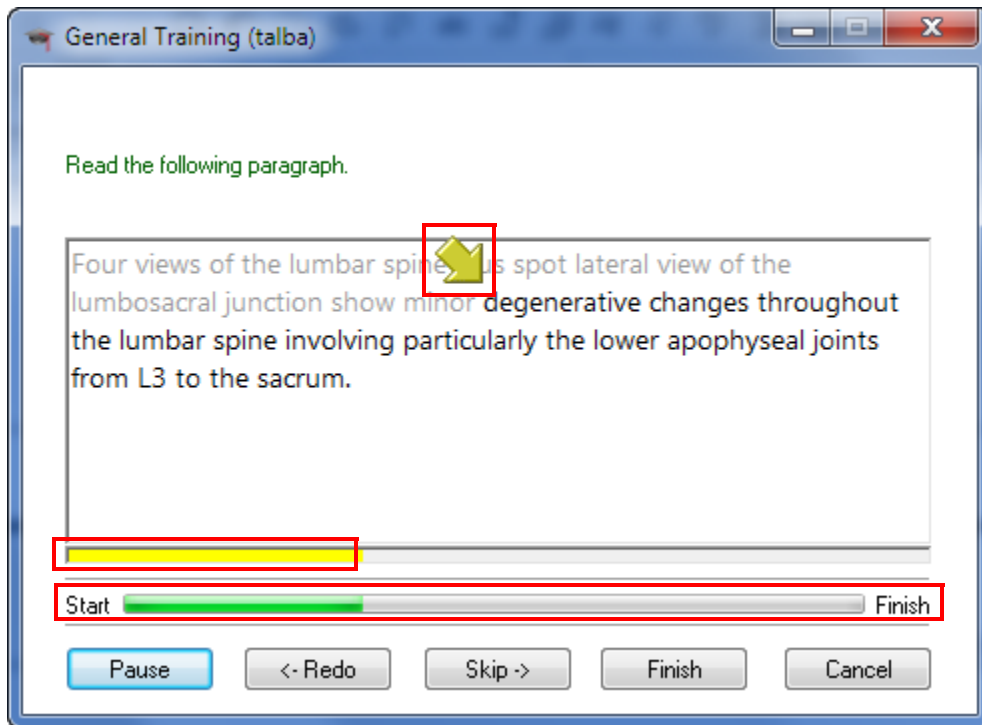 General Training (talba)
Read the following paragraph.
Four views of the lumbar spine spot lateral view of the
lumbosacral junction show minor degenerative changes throughout
the lumbar spine involving particularly the lower apophyseal joints
from L3 to the sacrum.
Start Finish
Pause <- Redo Skip -> Finish Cancel